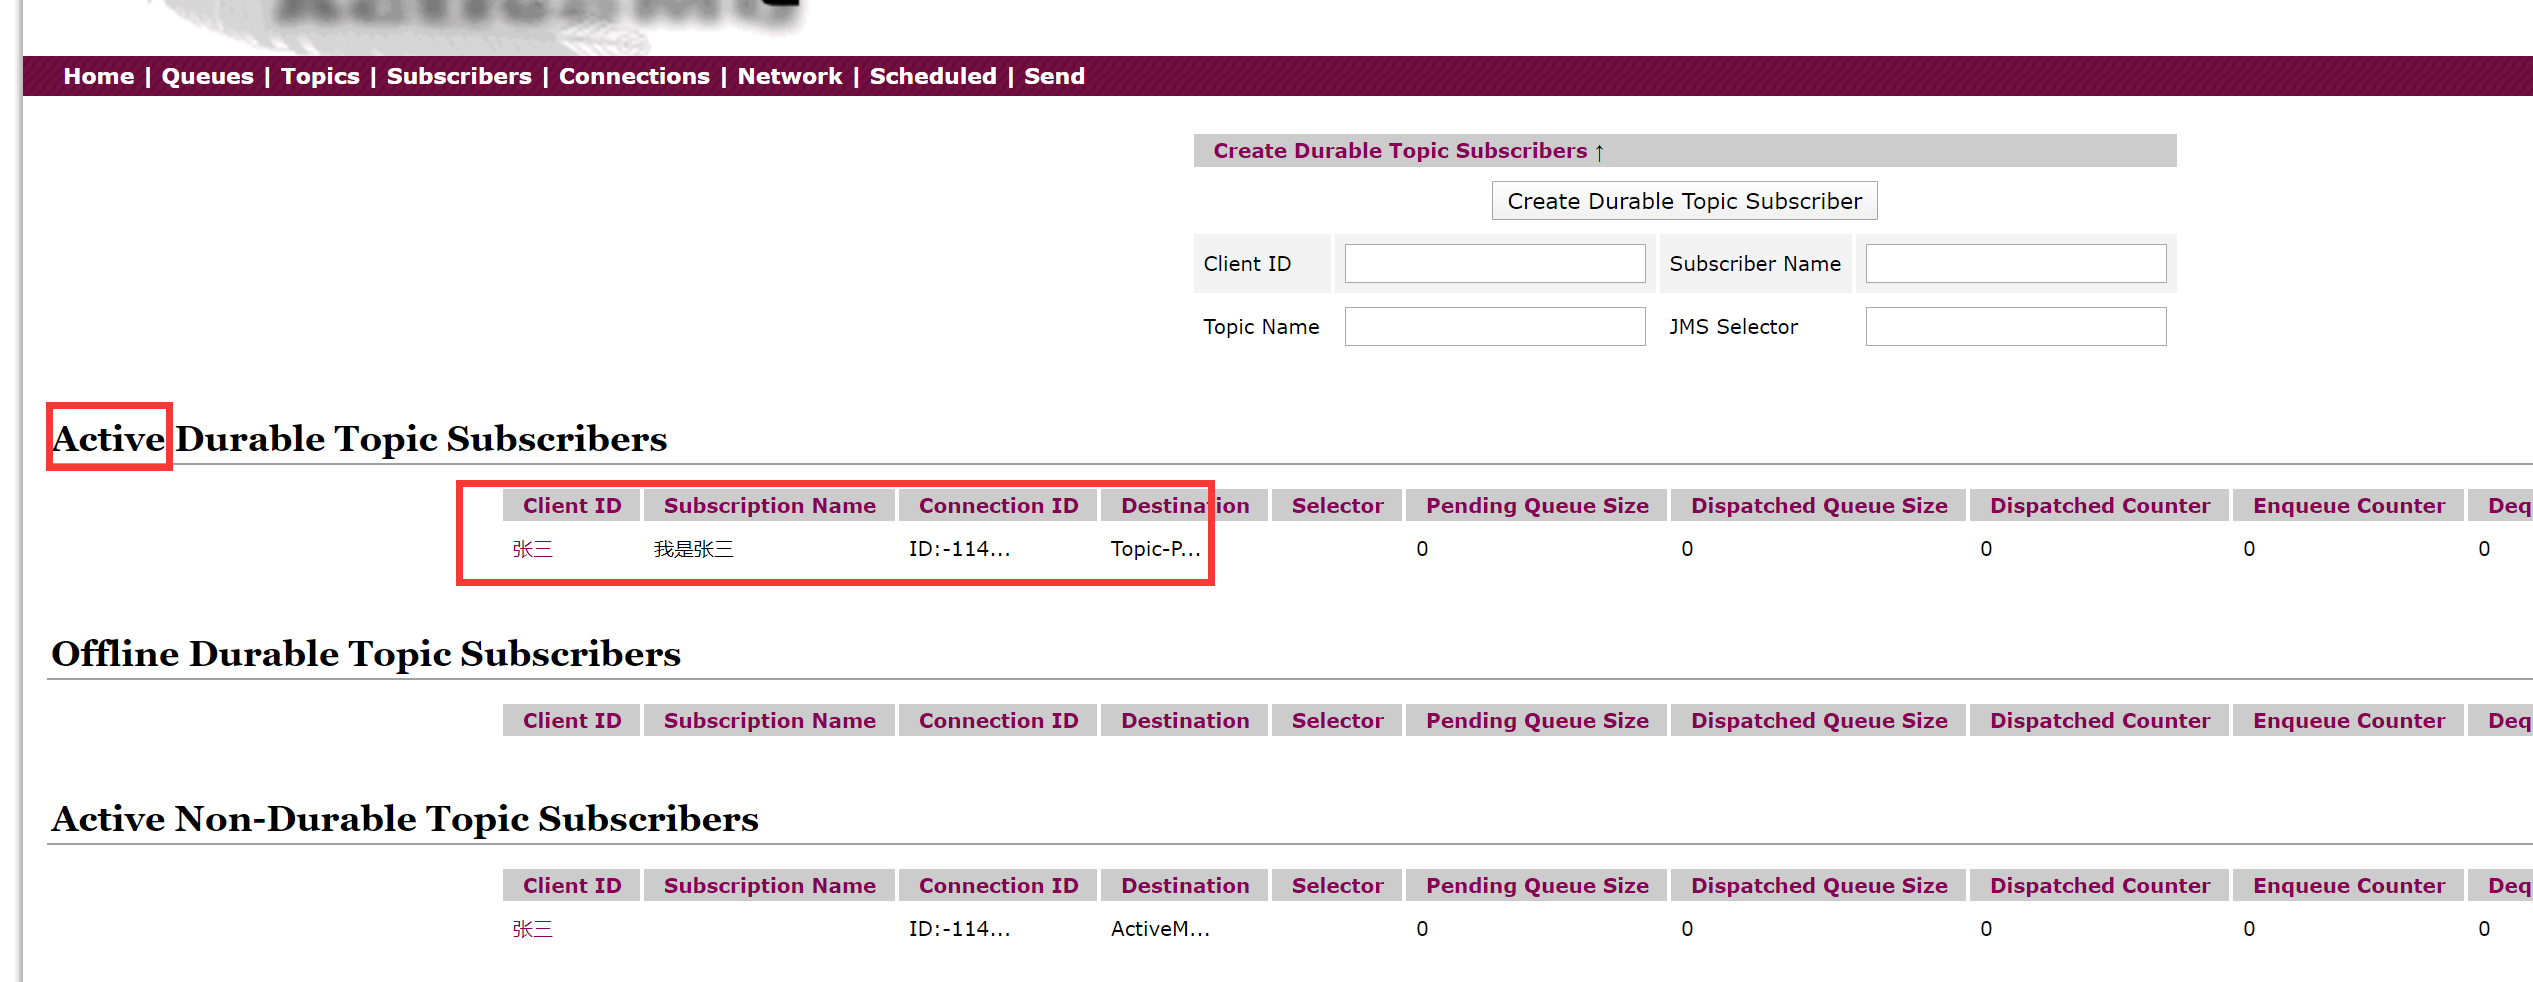 Home | Queues | Topics | Subscribers | Connections | Network | Scheduled | Send
Create Durable Topic Subscribers ↑
Create Durable Topic Subscriber
Client ID Subscriber Name
Topic Name JMS Selector
Active Durable Topic Subscribers
Client ID Subscription Name Connection ID Destination Selector Pending Queue Size Dispatched Queue Size Dispatched Counter Enqueue Counter Deq
张三 我是张三 ID:-114... Topic-P... 0 0 0 0 0
Offline Durable Topic Subscribers
Client ID Subscription Name Connection ID Destination Selector Pending Queue Size Dispatched Queue Size Dispatched Counter Enqueue Counter Deq
Active Non-Durable Topic Subscribers
Client ID Subscription Name Connection ID Destination Selector Pending Queue Size Dispatched Queue Size Dispatched Counter Enqueue Counter Deq
张三 ID:-114... ActiveM... 0 0 0 0 0